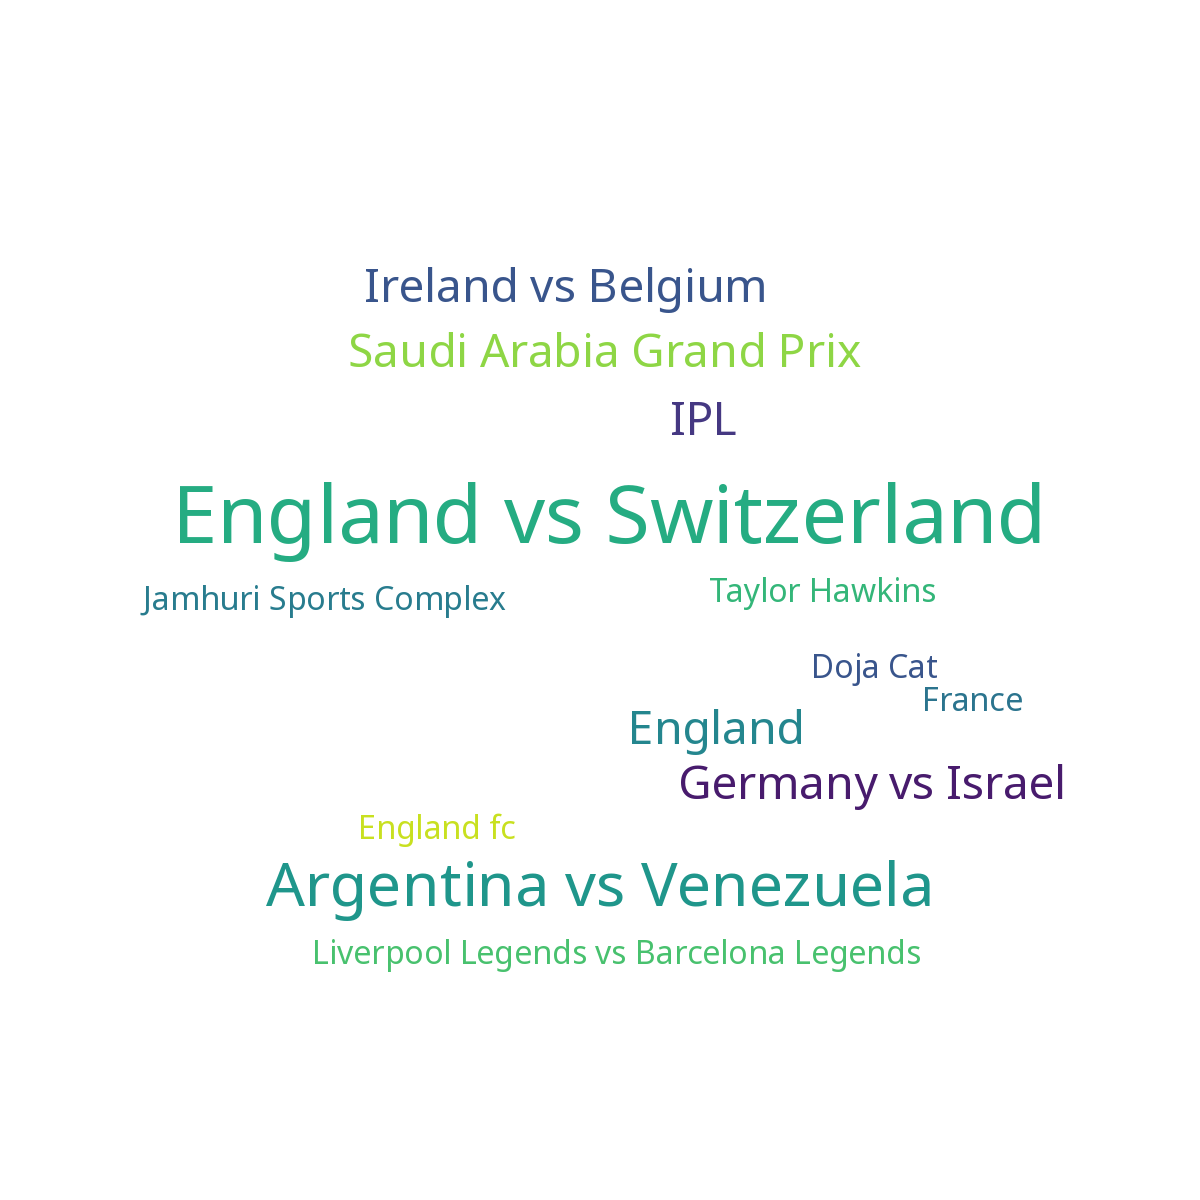 Ireland vs Belgium
Saudi Arabia Grand Prix
IPL
England vs Switzerland
Jamhuri Sports Complex
Taylor Hawkins
Doja Cat
France
England
Germany vs Israel
England fc
Argentina vs Venezuela
Liverpool Legends vs Barcelona Legends